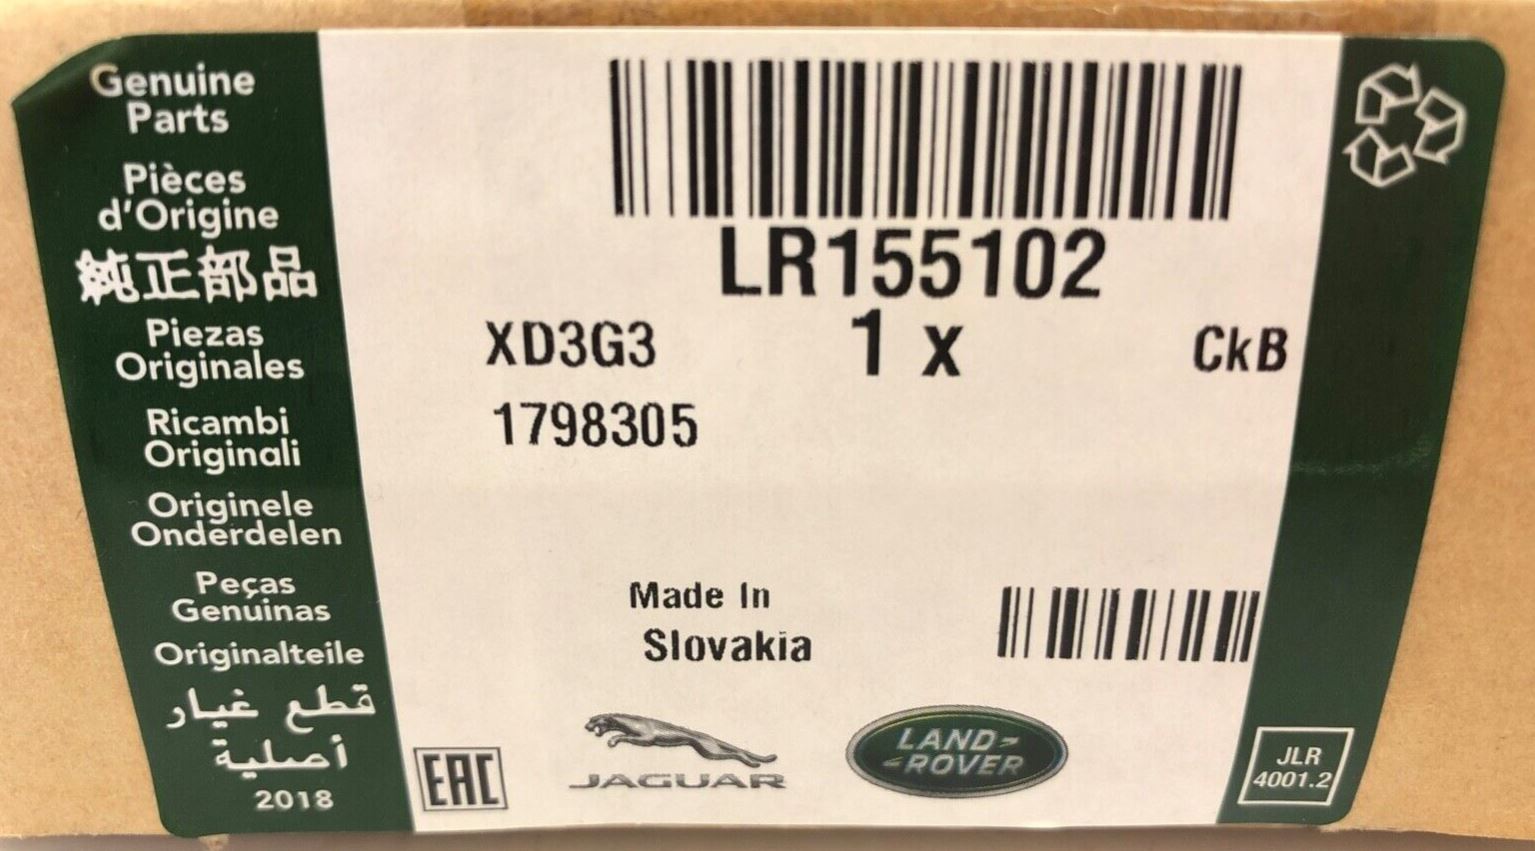 Genuine
Parts
Pièces
d'Origine
純正部品
Piezas
Originales
Ricambi
Originali
Originele
Onderdelen
Peças
Genuinas
Originalteile
قطع غيار
أصلية
2018
LR155102
XD3G3 1 x CkB
1798305
Made In
Slovakia
EAC
JAGUAR
LAND-
-ROVER
JLR
4001.2